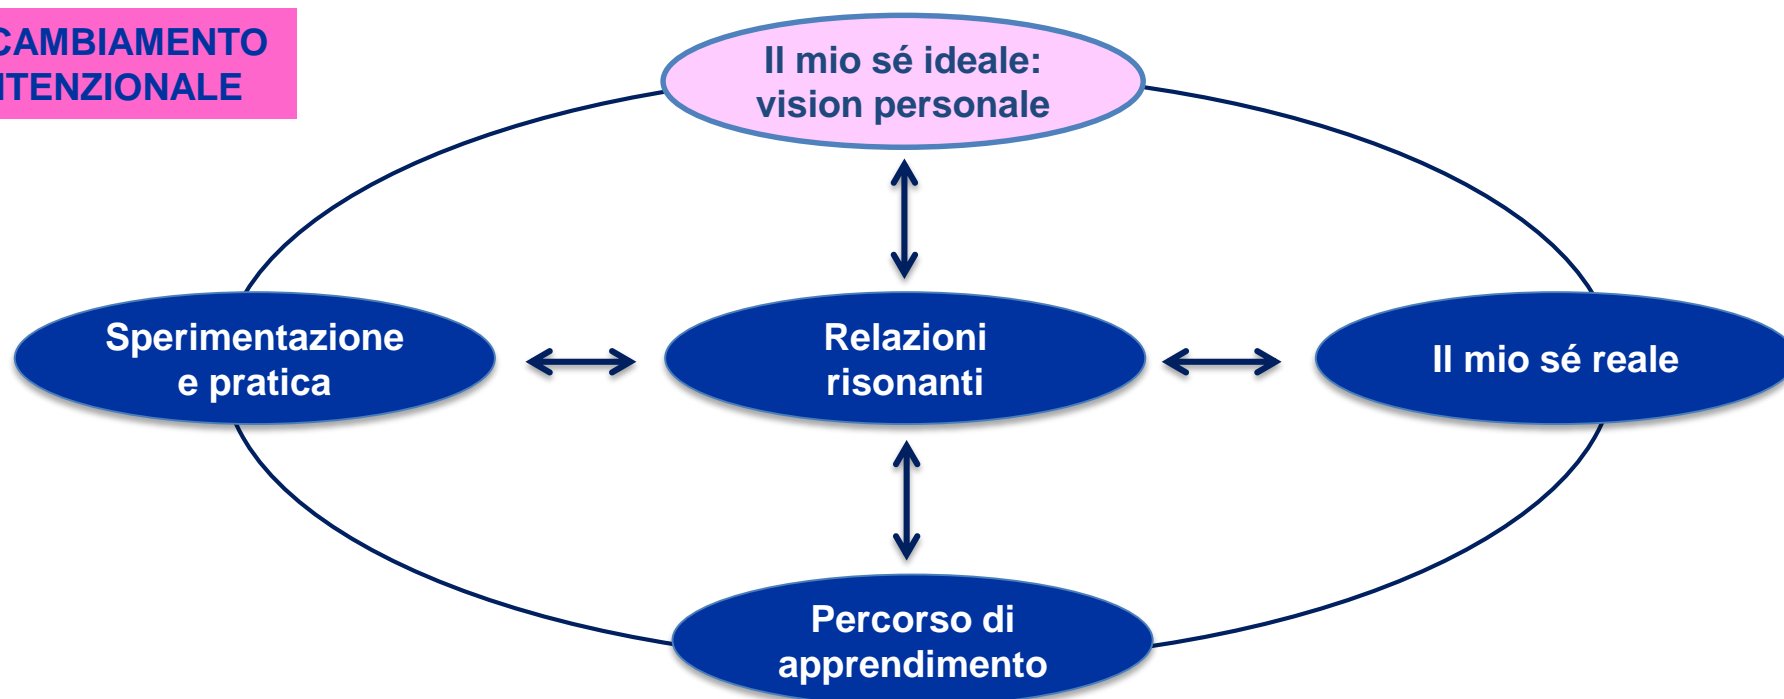 CAMBIAMENTO
ITENZIONALE
Il mio sé ideale:
vision personale
Sperimentazione
e pratica
Relazioni
risonanti
Il mio sé reale
Percorso di
apprendimento